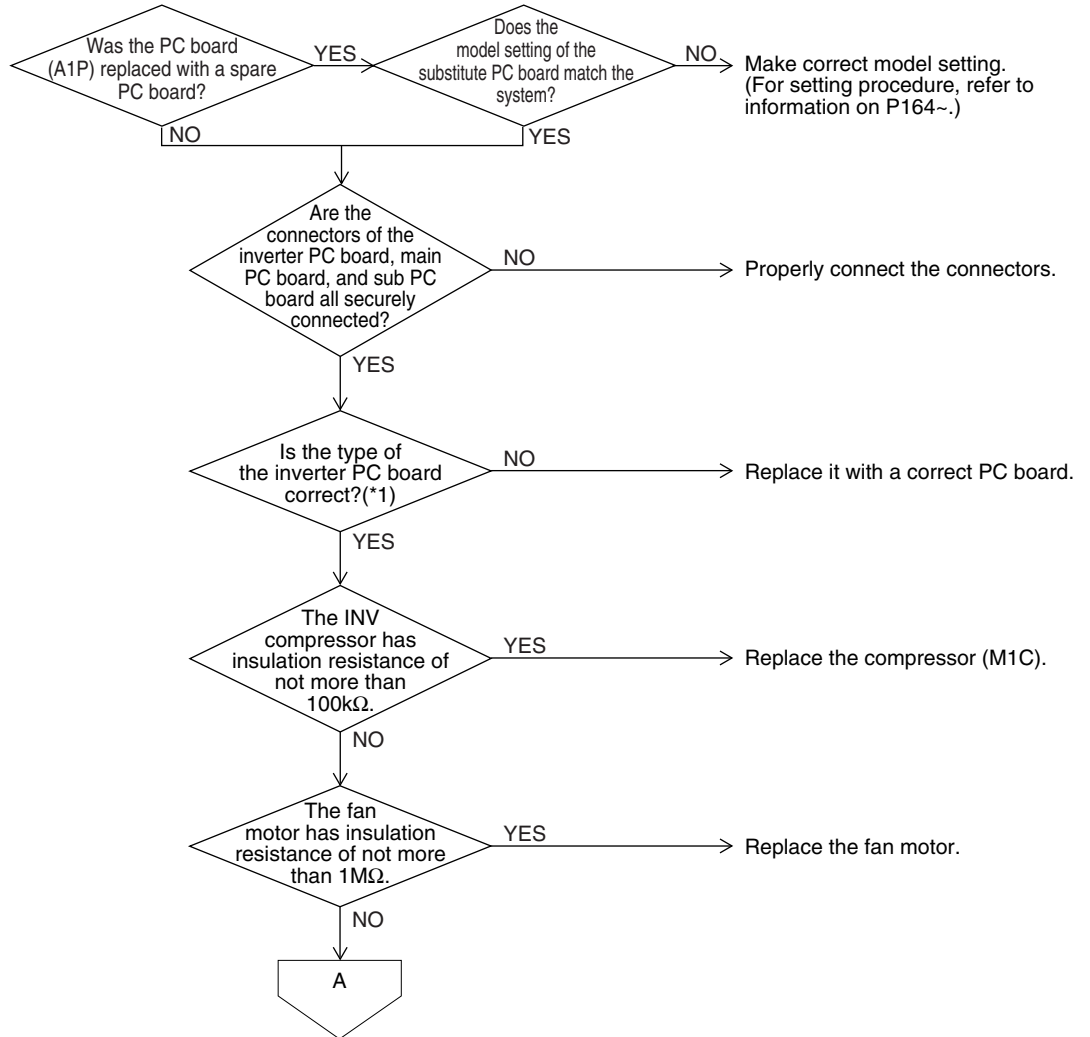 Was the PC board
(A1P) replaced with a spare
PC board?
YES
Does the
model setting of the
substitute PC board match the
system?
NO
Make correct model setting.
(For setting procedure, refer to
information on P164~.)
NO
YES
Are the
connectors of the
inverter PC board, main
PC board, and sub PC
board all securely
connected?
NO
Properly connect the connectors.
YES
Is the type of
the inverter PC board
correct?(*1)
NO
Replace it with a correct PC board.
YES
The INV
compressor has
insulation resistance of
not more than
100kΩ.
YES
Replace the compressor (M1C).
NO
The fan
motor has insulation
resistance of not more
than 1MΩ.
YES
Replace the fan motor.
NO
A